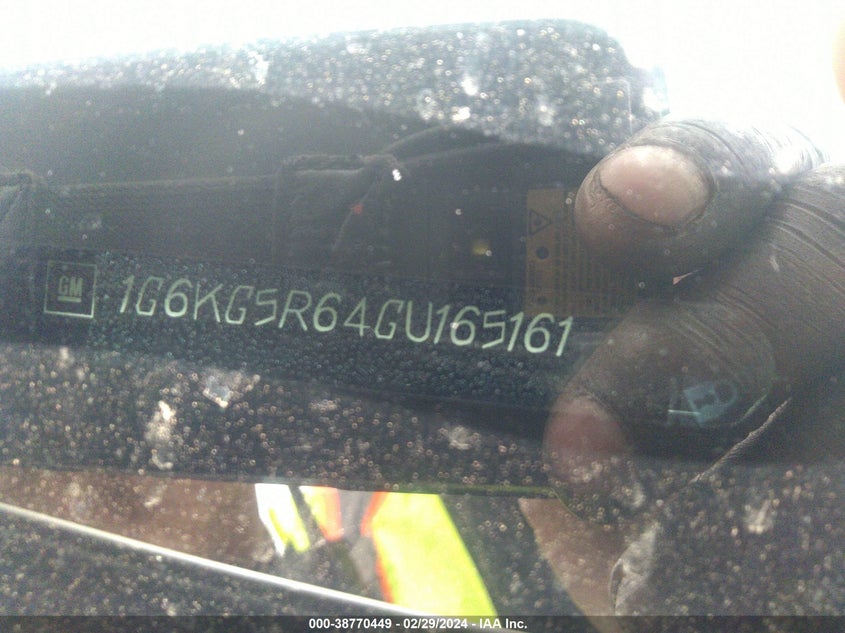 GM
1G6KG5R64GU165161
000-38770449 - 02/29/2024 - IAA Inc.